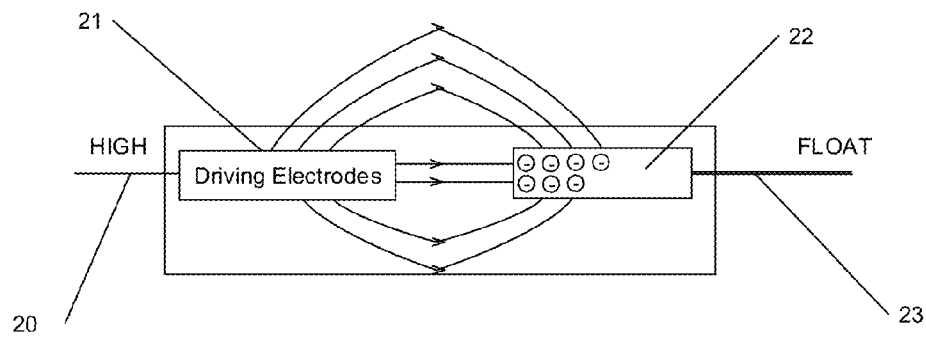 21
22
HIGH
FLOAT
Driving Electrodes
- - - -
- - -
20
23